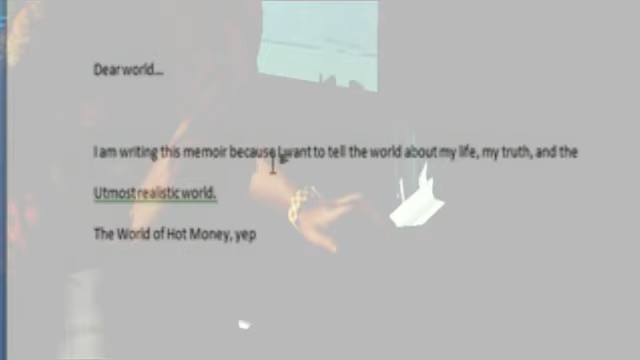 Dear world...
I am writing this memoir because I want to tell the world about my life, my truth, and the
Utmost realistic world.
The World of Hot Money, yep